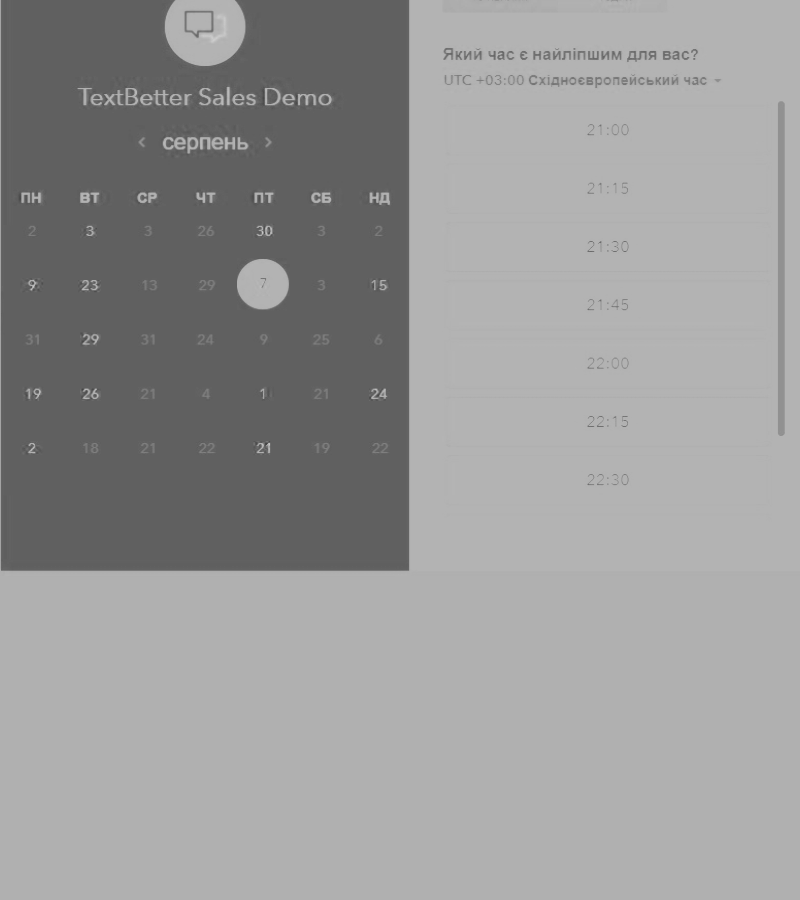 TextBetter Sales Demo
серпень
ПН ВТ СР ЧТ ПТ СБ НД
2 3 3 26 30 3 2
9 23 13 29 7 3 15
31 29 31 24 9 25 6
19 26 21 4 1 21 24
2 18 21 22 21 19 22
Який час є найліпшим для вас?
UTC +03:00 Східноєвропейський час
21:00
21:15
21:30
21:45
22:00
22:15
22:30